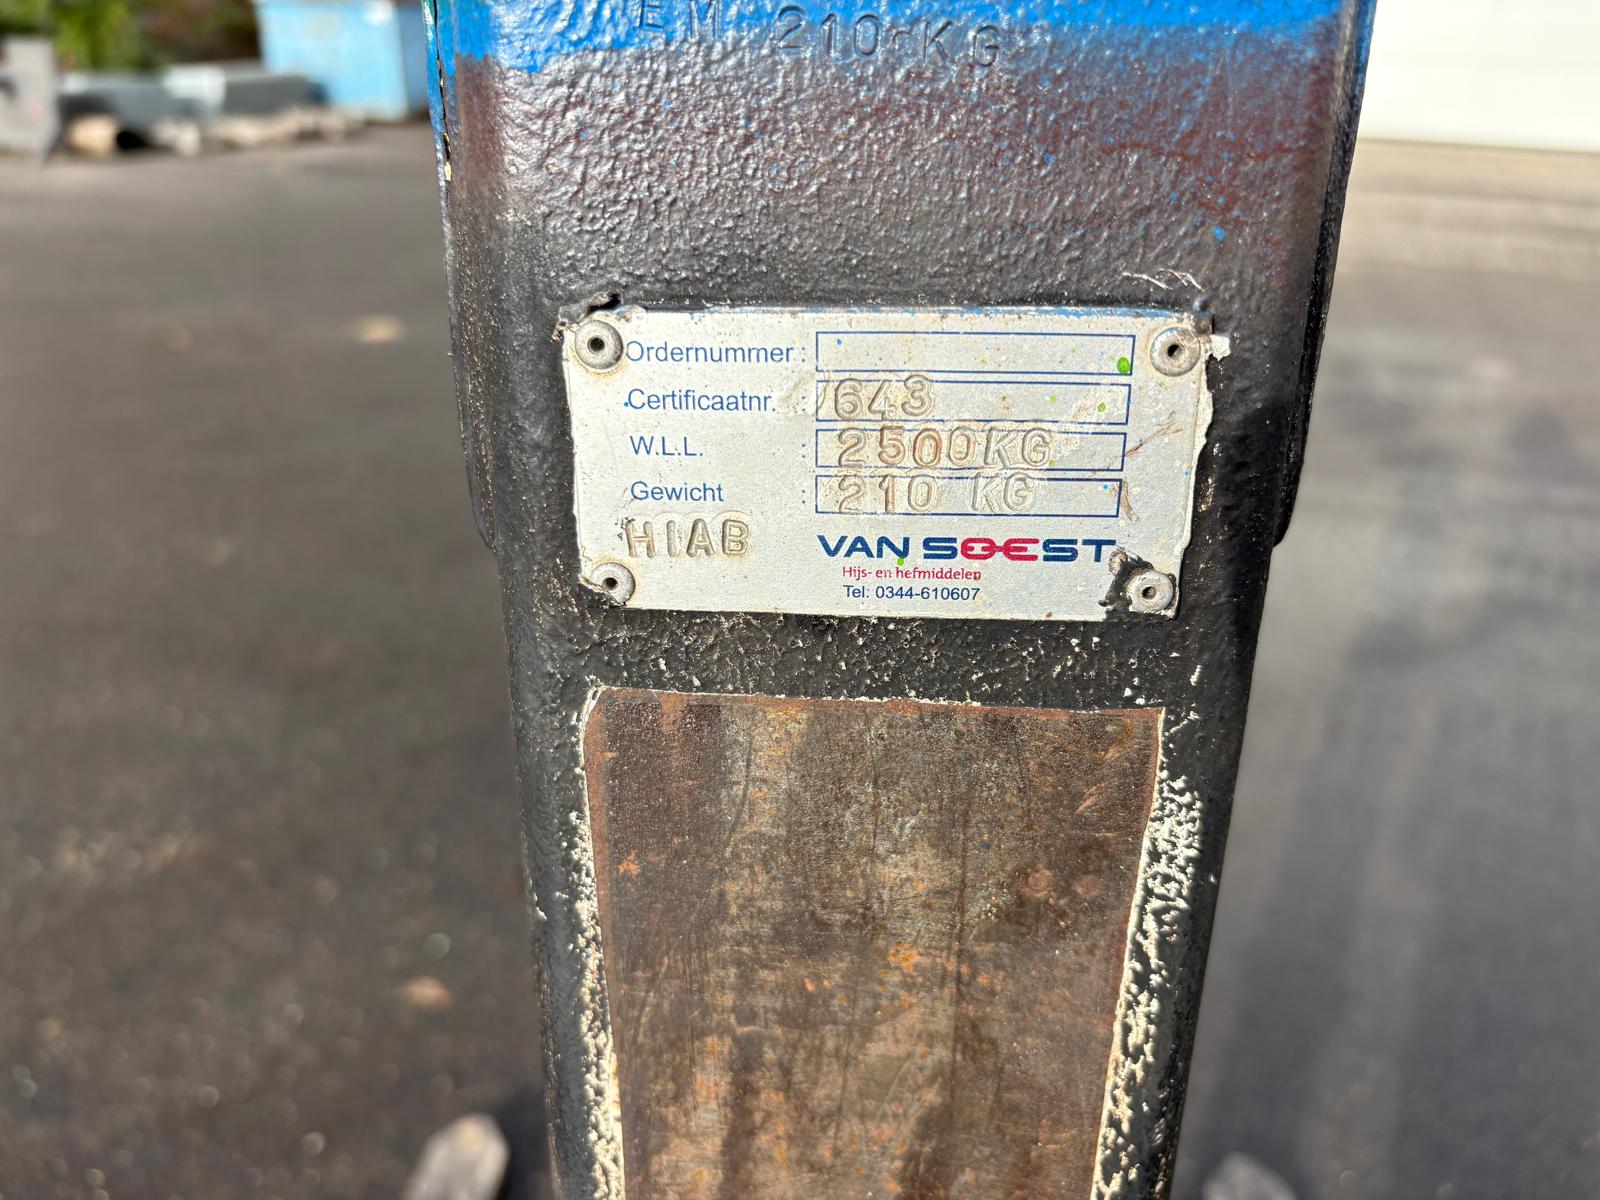 EM 210 KG
Ordernummer :
Certificaatnr. : 643
W.L.L. : 2500KG
Gewicht : 210 KG
HIAB
VAN SOEST
Hijs- en hefmiddelen
Tel: 0344-610607